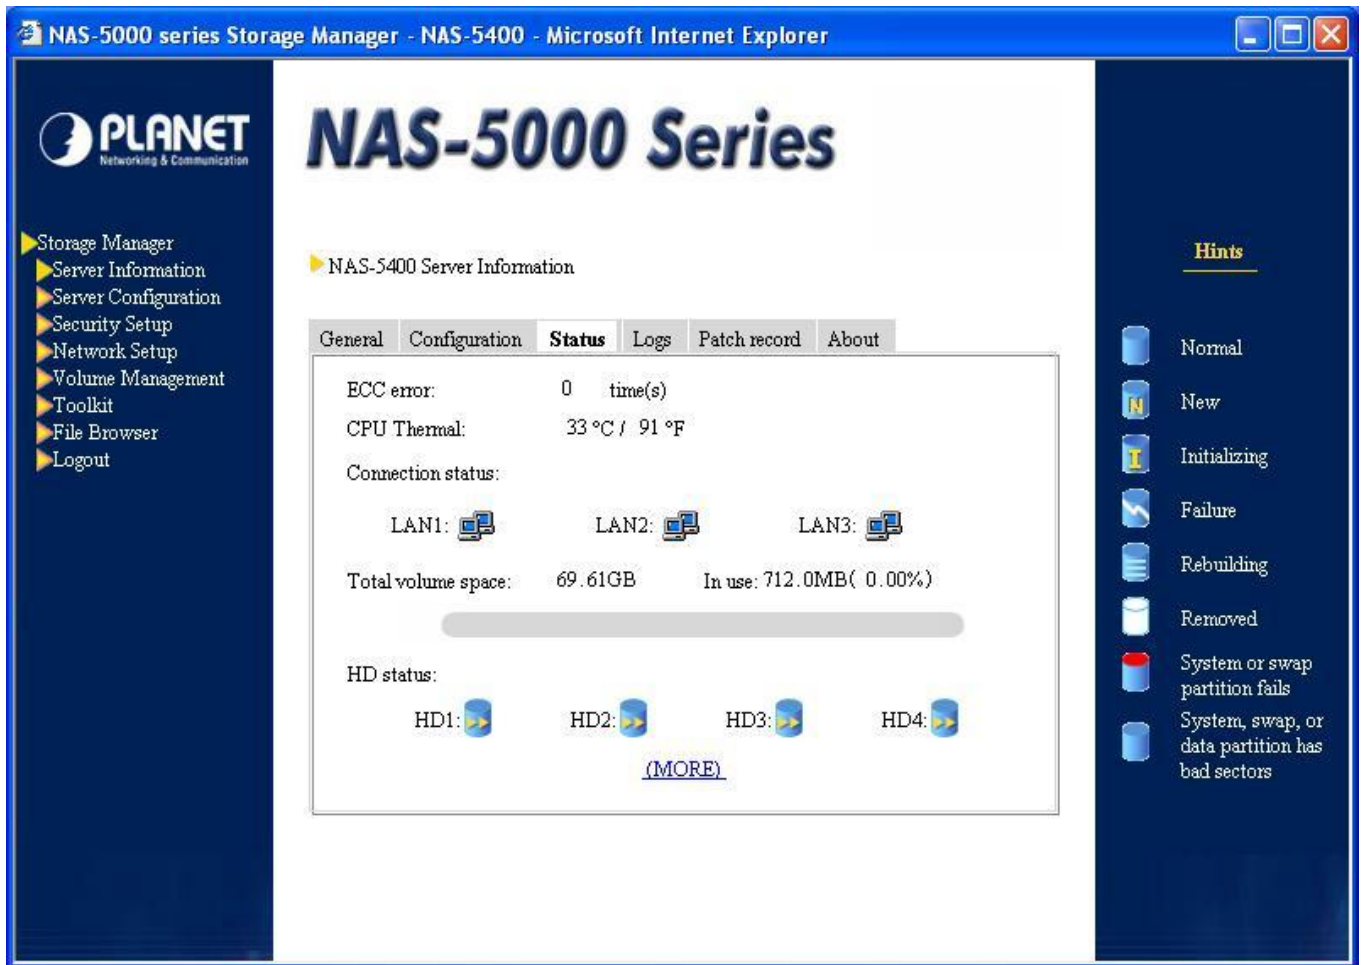 NAS-5000 series Storage Manager - NAS-5400 - Microsoft Internet Explorer
PLANET
Networking & Communication
NAS-5000 Series
Storage Manager
Server Information
Server Configuration
Security Setup
Network Setup
Volume Management
Toolkit
File Browser
Logout
NAS-5400 Server Information
General Configuration Status Logs Patch record About
ECC error: 0 time(s)
CPU Thermal: 33 °C / 91 °F
Connection status:
LAN1: LAN2: LAN3:
Total volume space: 69.61GB In use: 712.0MB( 0.00%)
HD status:
HD1: HD2: HD3: HD4:
(MORE)
Hints
Normal
N
New
I
Initializing
Failure
Rebuilding
Removed
System or swap
partition fails
System, swap, or
data partition has
bad sectors